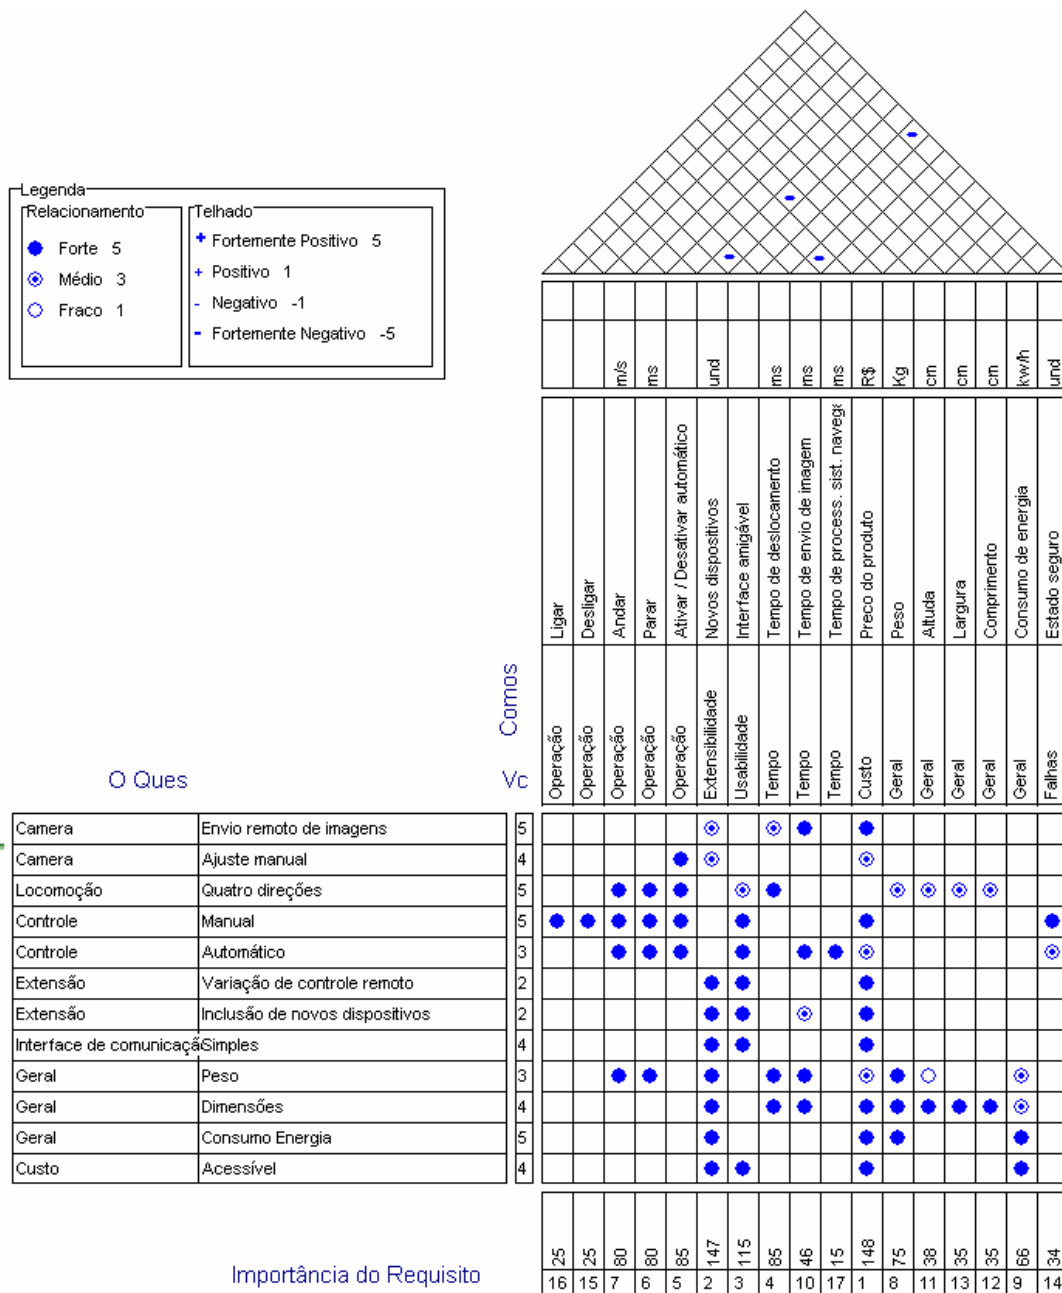 Legenda
Relacionamento
Forte 5
Médio 3
Fraco 1
Telhado
+ Fortemente Positivo 5
+ Positivo 1
- Negativo -1
- Fortemente Negativo -5
m/s
ms
und
ms
ms
ms
R$
Kg
cm
cm
cm
kw/h
und
Ligar
Desligar
Andar
Parar
Ativar / Desativar automático
Novos dispositivos
Interface amigável
Tempo de deslocamento
Tempo de envio de imagem
Tempo de process. sist. navega
Preco do produto
Peso
Altuda
Largura
Comprimento
Consumo de energia
Estado seguro
Comos
Operação
Operação
Operação
Operação
Operação
Extensibilidade
Usabilidade
Tempo
Tempo
Tempo
Custo
Geral
Geral
Geral
Geral
Geral
Falhas
O Ques Vc
Camera Envio remoto de imagens 5
Camera Ajuste manual 4
Locomoção Quatro direções 5
Controle Manual 5
Controle Automático 3
Extensão Variação de controle remoto 2
Extensão Inclusão de novos dispositivos 2
Interface de comunicaçã Simples 4
Geral Peso 3
Geral Dimensões 4
Geral Consumo Energia 5
Custo Acessível 4
25 25 80 80 85 147 115 85 46 15 148 75 38 35 35 66 34
Importância do Requisito 16 15 7 6 5 2 3 4 10 17 1 8 11 13 12 9 14